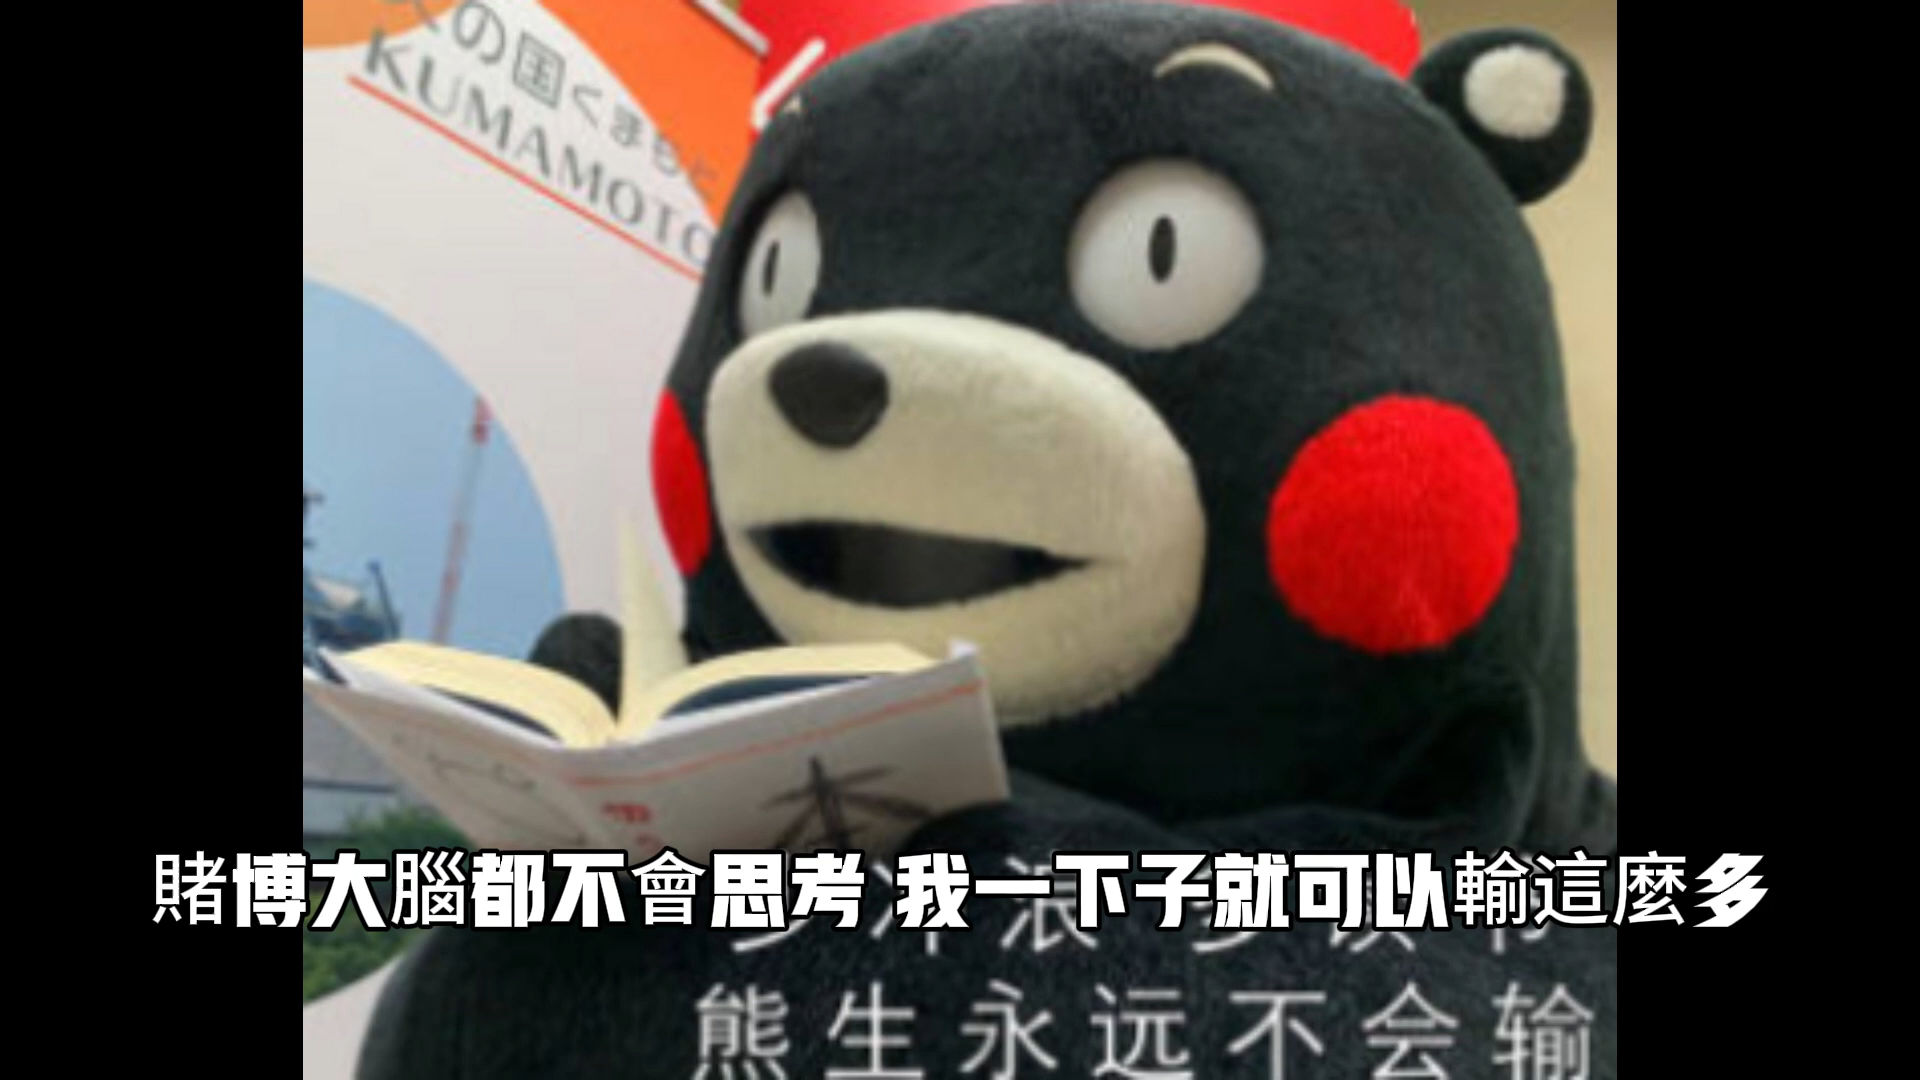 の国くまもと
KUMAMOTO
本
賭博大腦都不會思考 我一下子就可以輸這麼多
熊生永远不会输